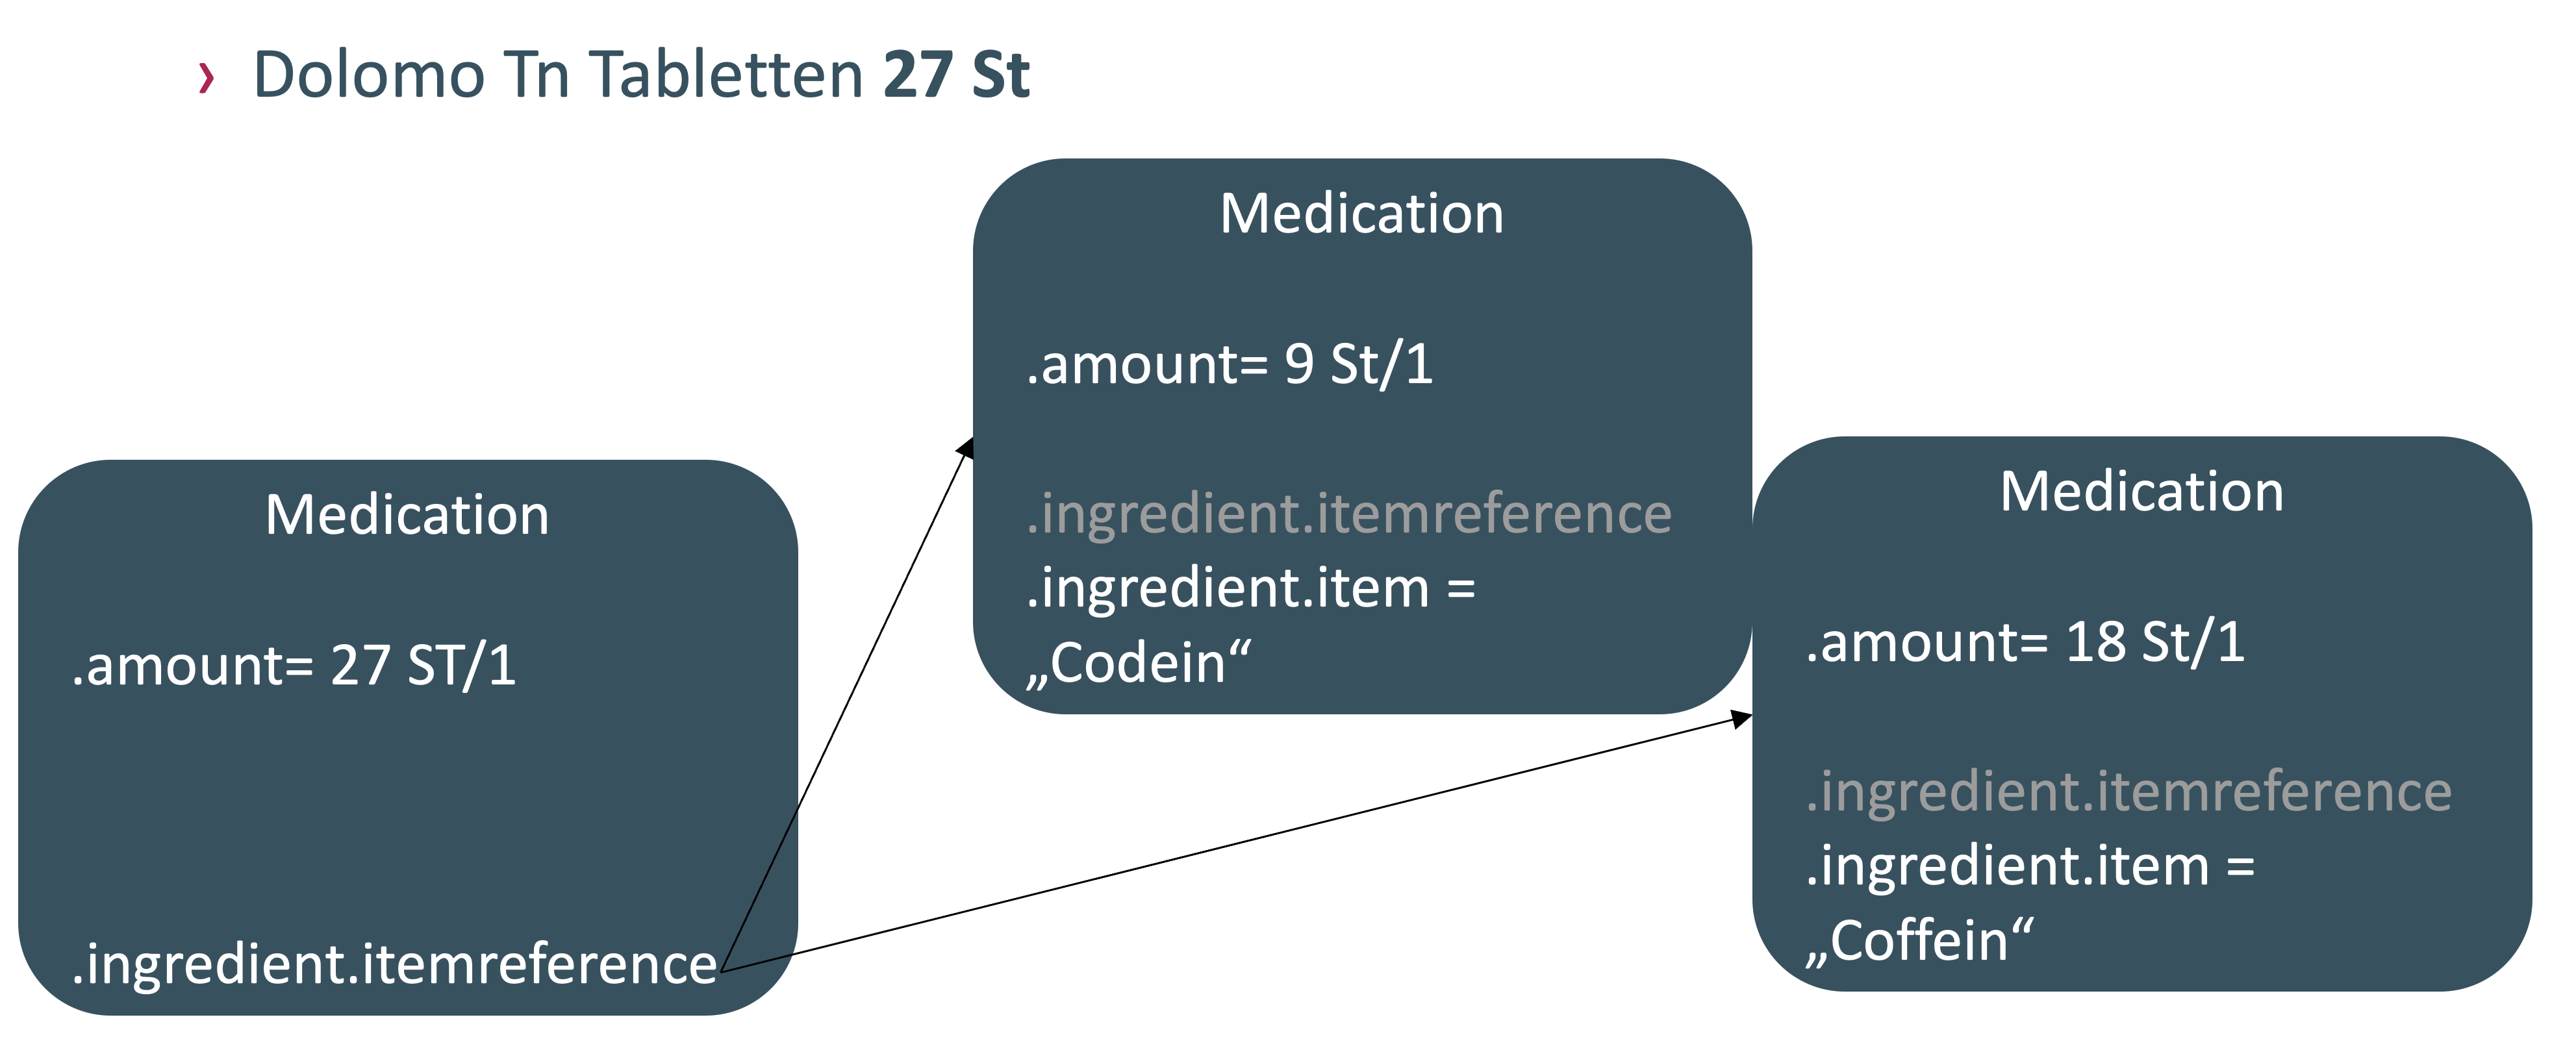 › Dolomo Tn Tabletten 27 St
Medication
.amount= 27 ST/1
.ingredient.itemreference
Medication
.amount= 9 St/1
.ingredient.itemreference
.ingredient.item =
„Codein“
Medication
.amount= 18 St/1
.ingredient.itemreference
.ingredient.item =
„Coffein“